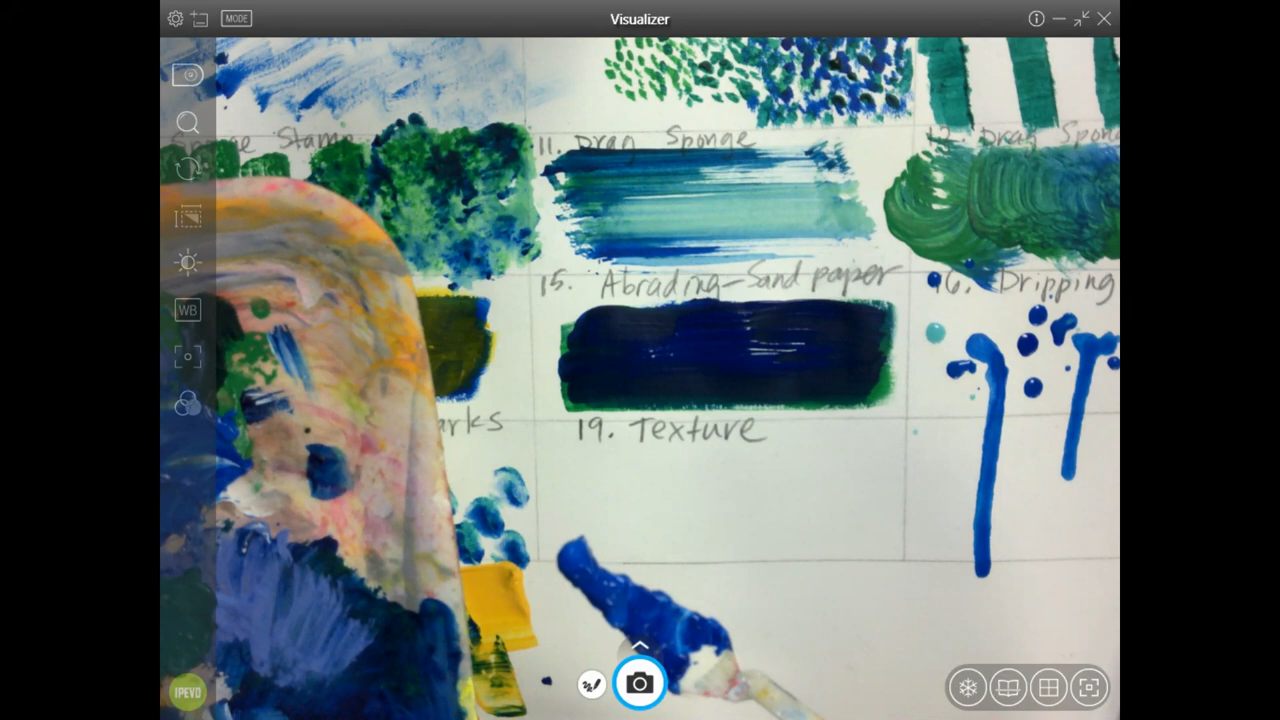 MODE
Visualizer
Sponge Stamp
11. Drag Sponge
12. Drag Spong
15. Abrading-Sand paper
16. Dripping
WB
arks
19. Texture
IPEVO